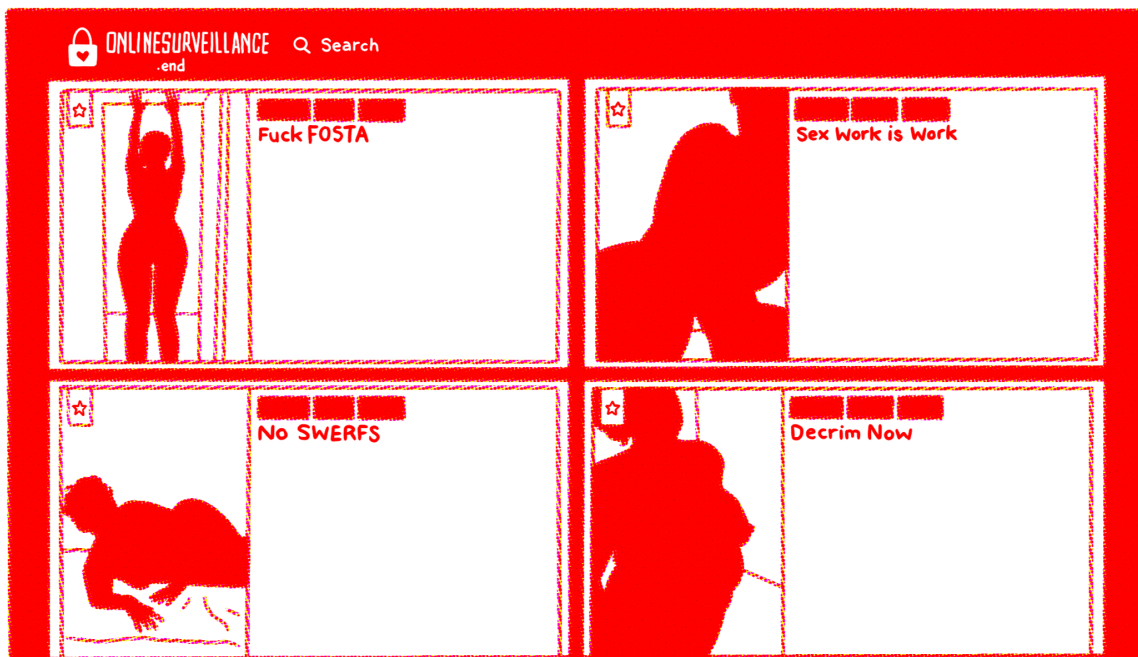 ONLINESURVEILLANCE
.end
Search
Fuck FOSTA
Sex Work is Work
No SWERFS
Decrim Now